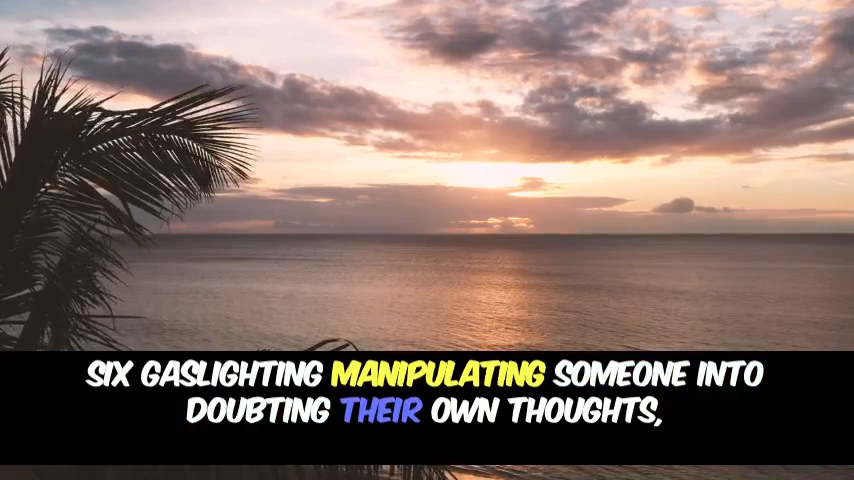 SIX GASLIGHTING MANIPULATING SOMEONE INTO
DOUBTING THEIR OWN THOUGHTS,